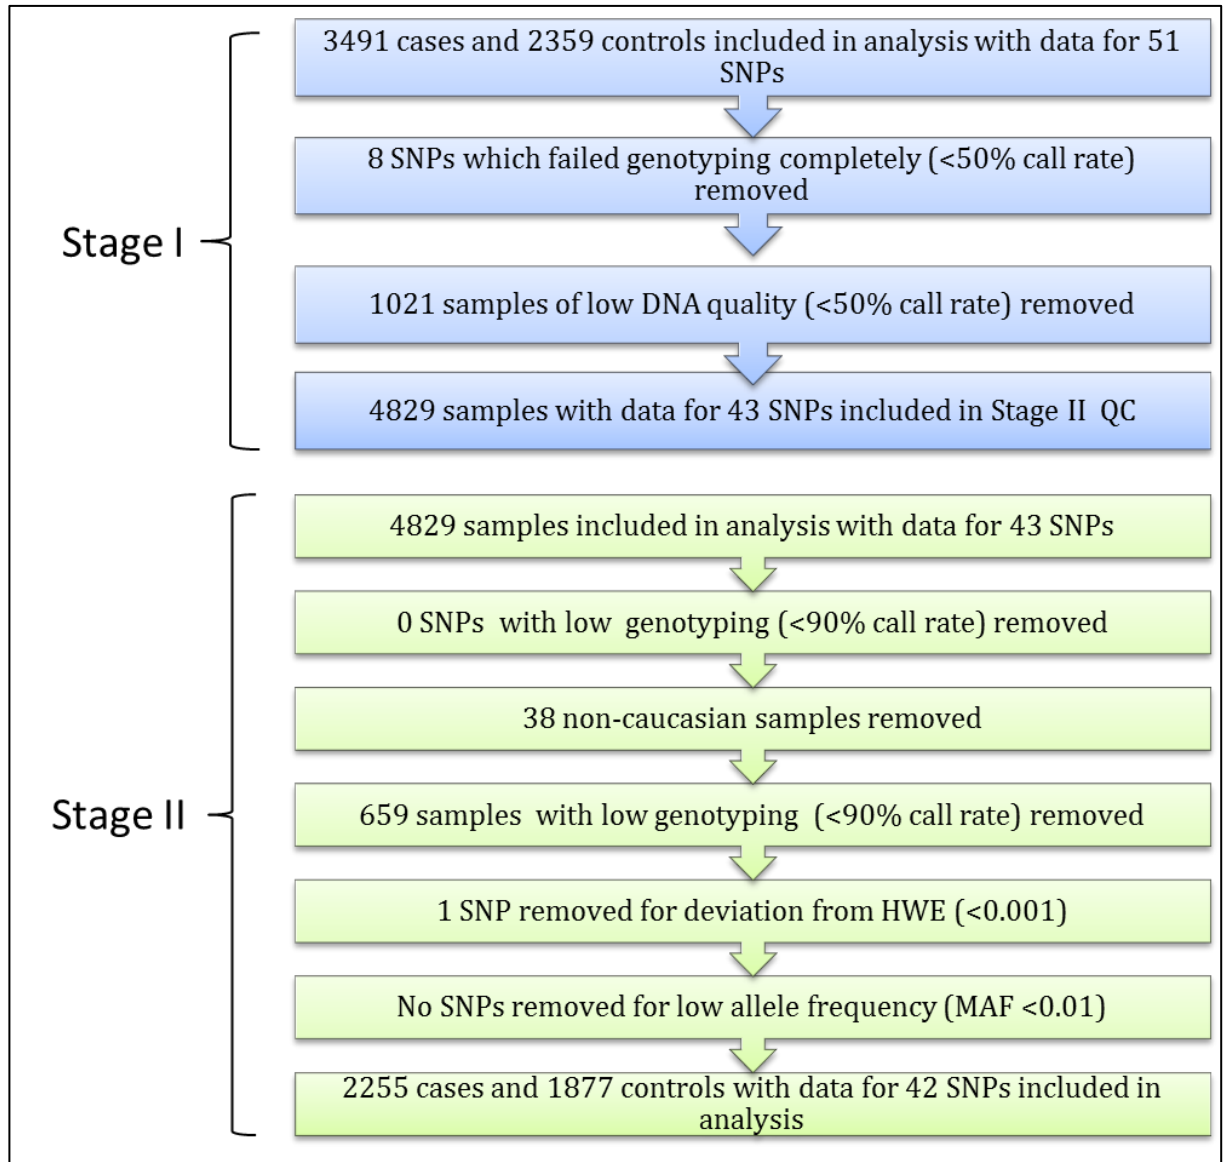 3491 cases and 2359 controls included in analysis with data for 51
SNPs
8 SNPs which failed genotyping completely (<50% call rate)
removed
Stage I
1021 samples of low DNA quality (<50% call rate) removed
4829 samples with data for 43 SNPs included in Stage II  QC
4829 samples included in analysis with data for 43 SNPs
0 SNPs  with low  genotyping (<90% call rate) removed
38 non-caucasian samples removed
Stage II
659 samples  with low genotyping  (<90% call rate) removed
1 SNP removed for deviation from HWE (<0.001)
No SNPs removed for low allele frequency (MAF <0.01)
2255 cases and 1877 controls with data for 42 SNPs included in
analysis